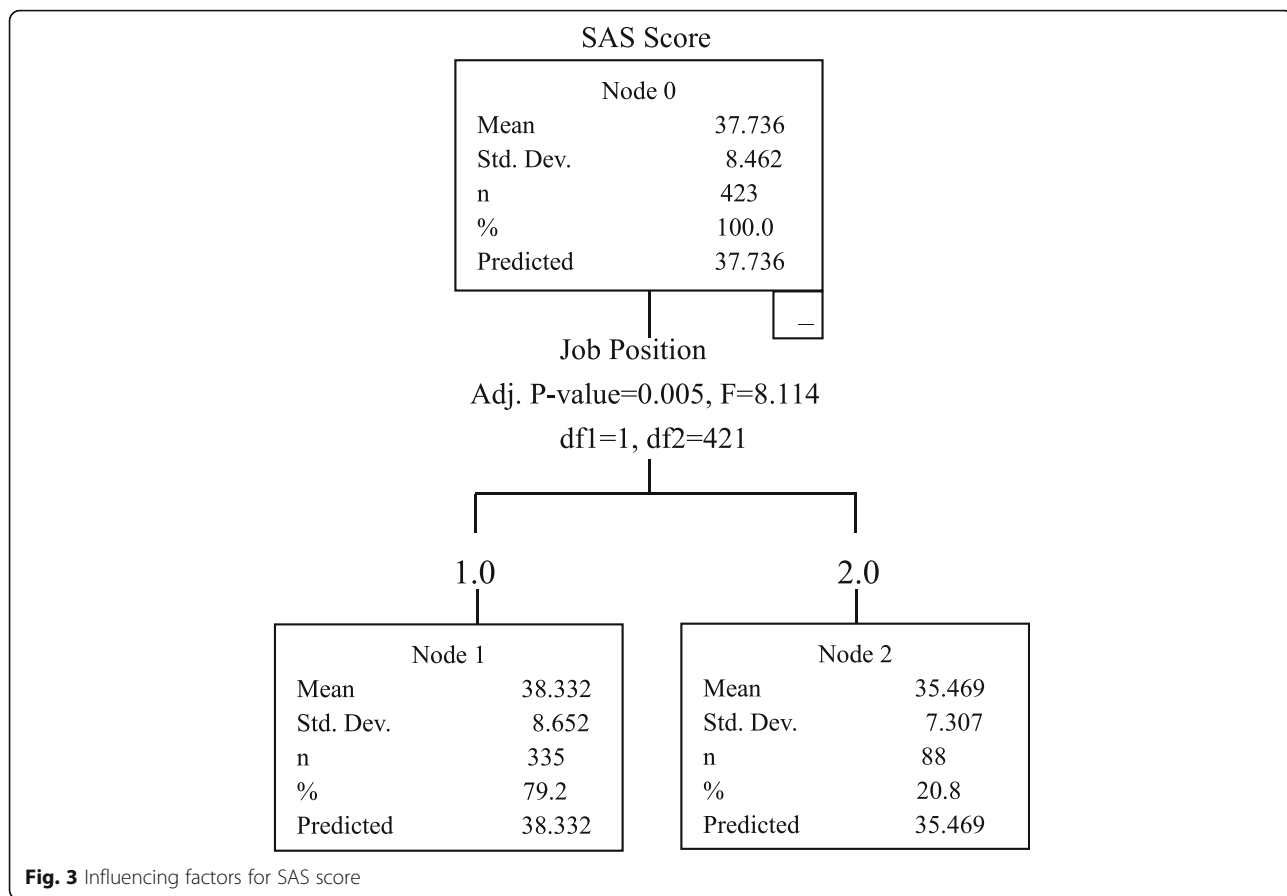 SAS Score
Node 0
Mean 37.736
Std. Dev. 8.462
n 423
% 100.0
Predicted 37.736
Job Position
Adj. P-value=0.005, F=8.114
df1=1, df2=421
1.0
2.0
Node 1
Mean 38.332
Std. Dev. 8.652
n 335
% 79.2
Predicted 38.332
Node 2
Mean 35.469
Std. Dev. 7.307
n 88
% 20.8
Predicted 35.469
Fig. 3 Influencing factors for SAS score